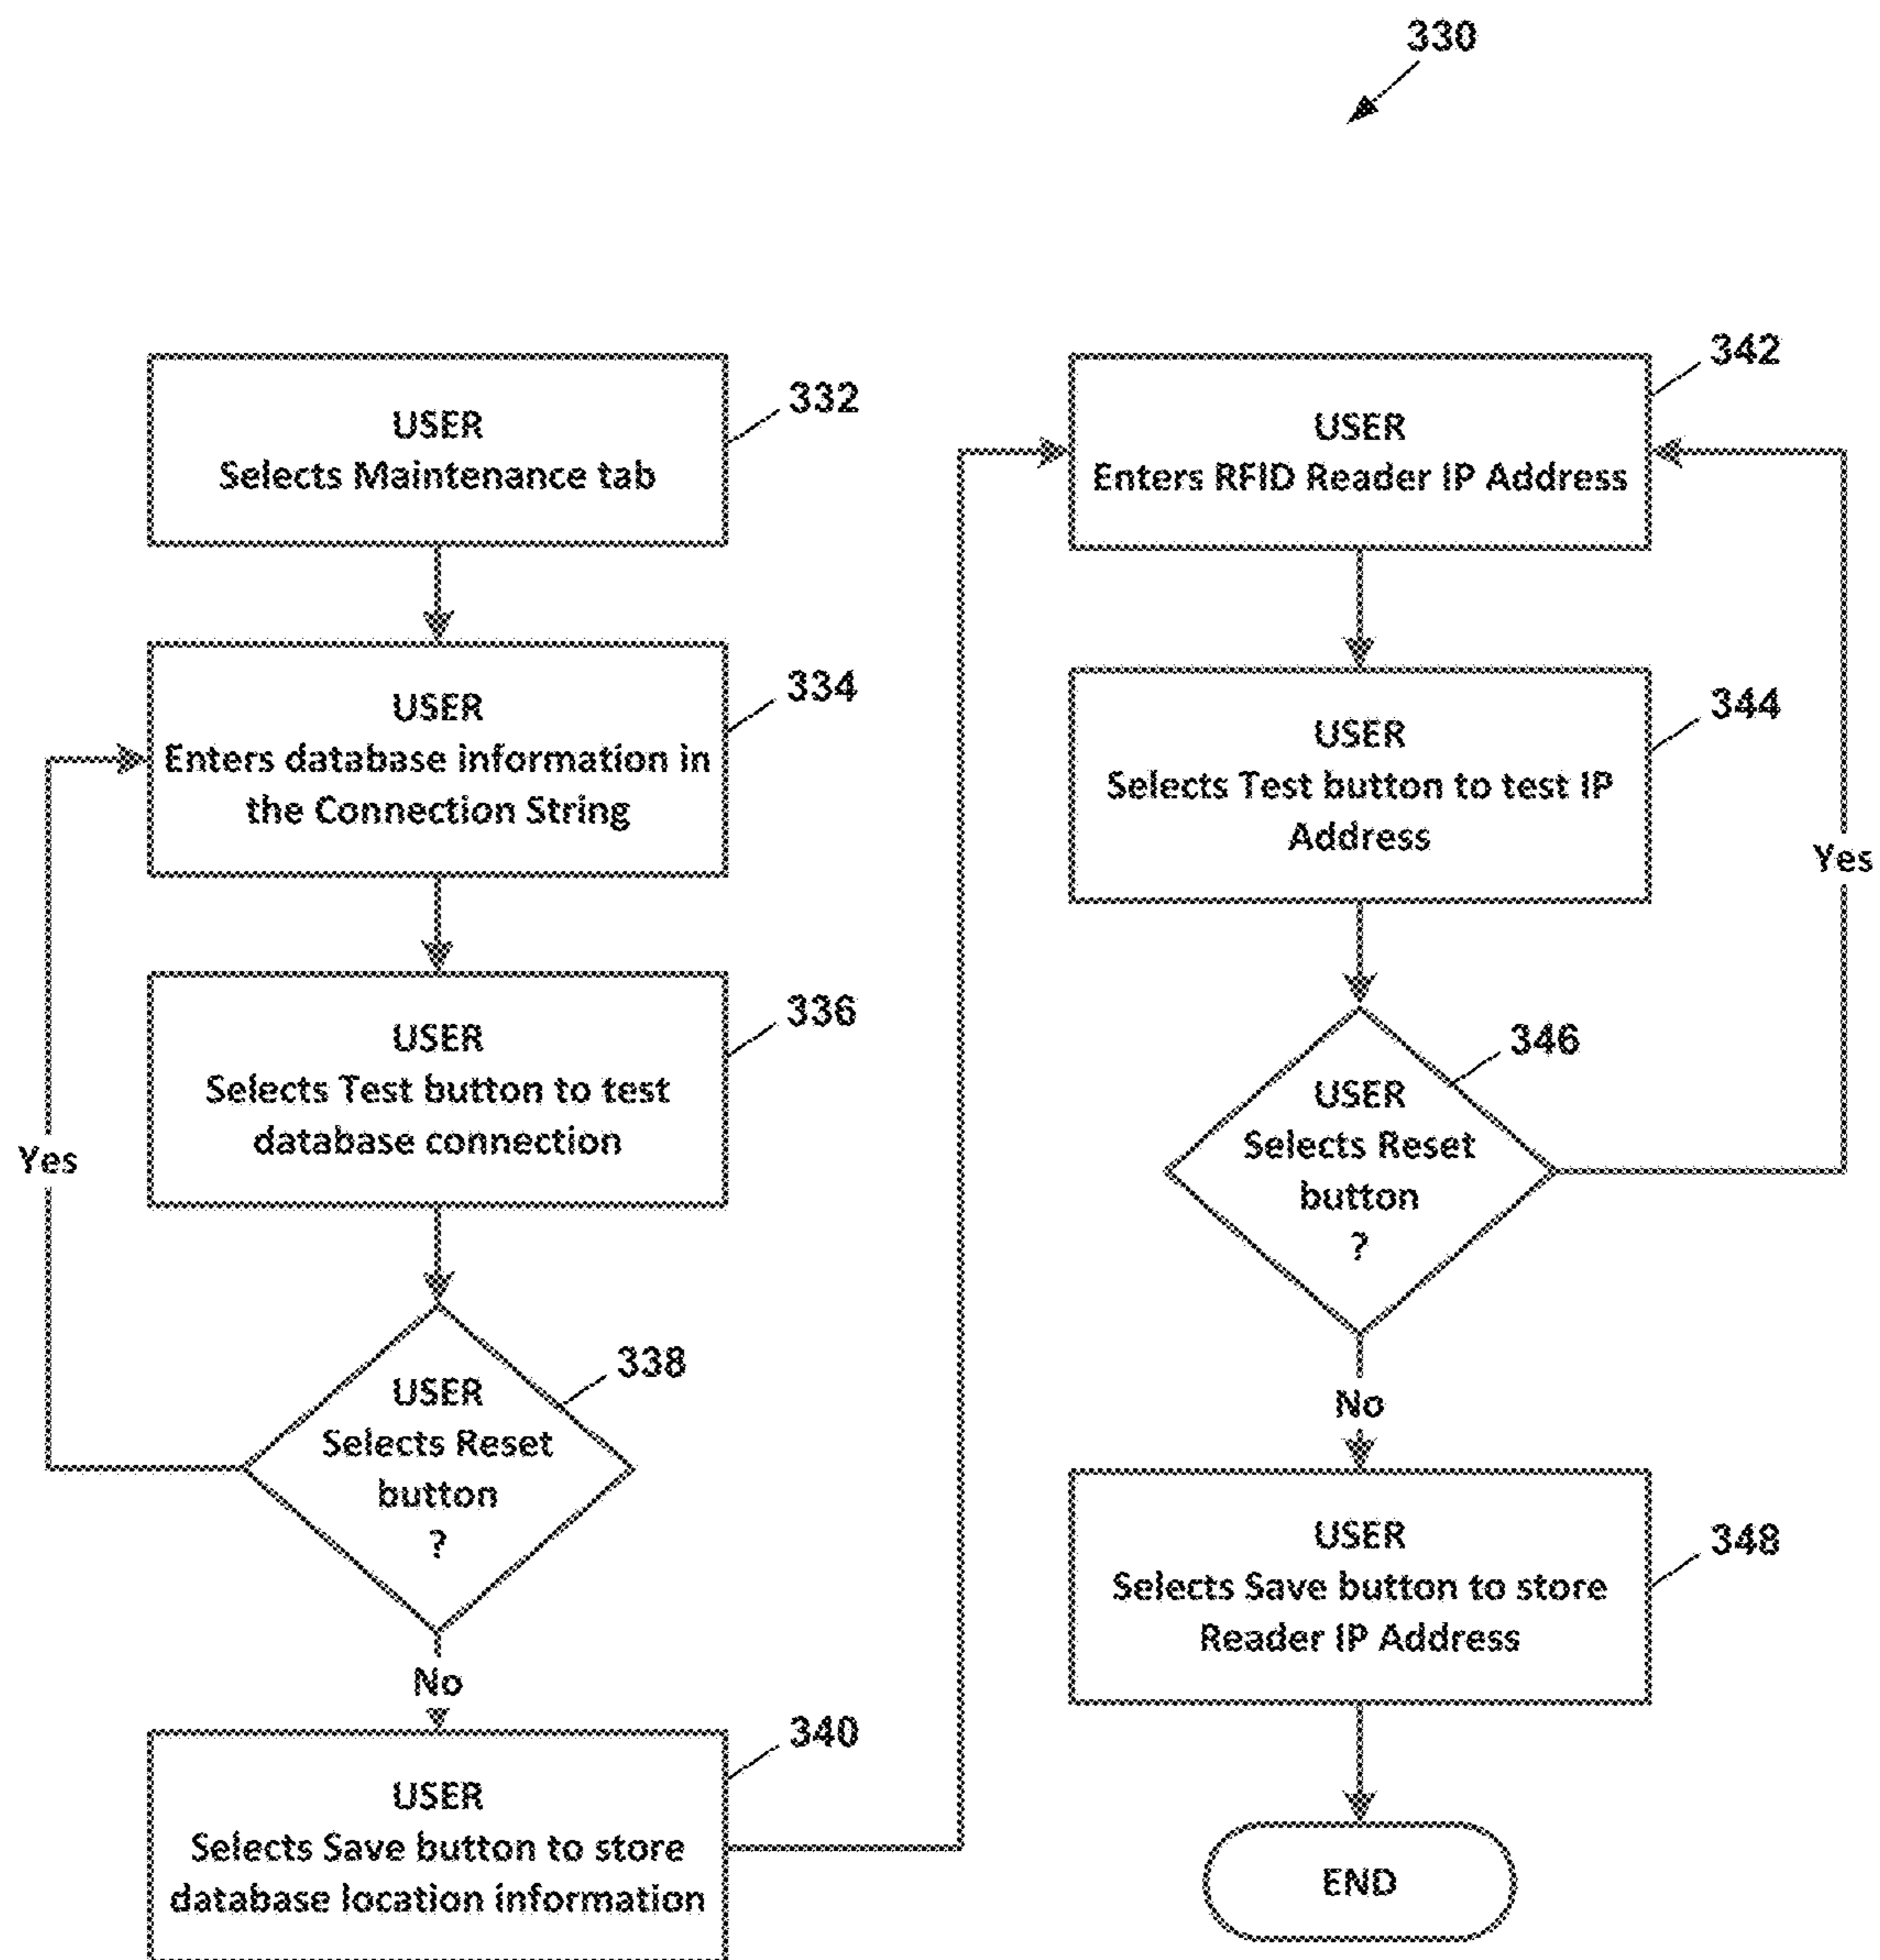 330
USER
Selects Maintenance tab
332
USER
Enters database information in
the Connection String
334
USER
Selects Test button to test
database connection
336
Yes
USER
Selects Reset
button
?
338
No
USER
Selects Save button to store
database location information
340
USER
Enters RFID Reader IP Address
342
USER
Selects Test button to test IP
Address
344
Yes
USER
Selects Reset
button
?
346
No
USER
Selects Save button to store
Reader IP Address
348
END